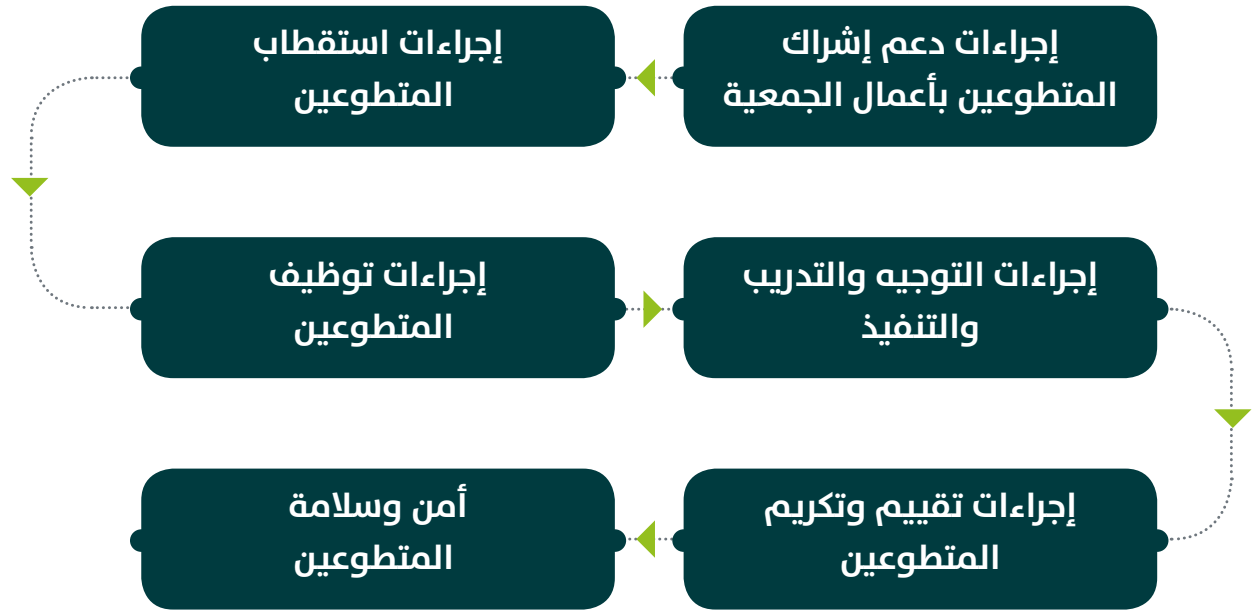 إجراءات دعم إشراك
المتطوعين بأعمال الجمعية
إجراءات استقطاب
المتطوعين
إجراءات توظيف
المتطوعين
إجراءات التوجيه والتدريب
والتنفيذ
إجراءات تقييم وتكريم
المتطوعين
أمن وسلامة
المتطوعين